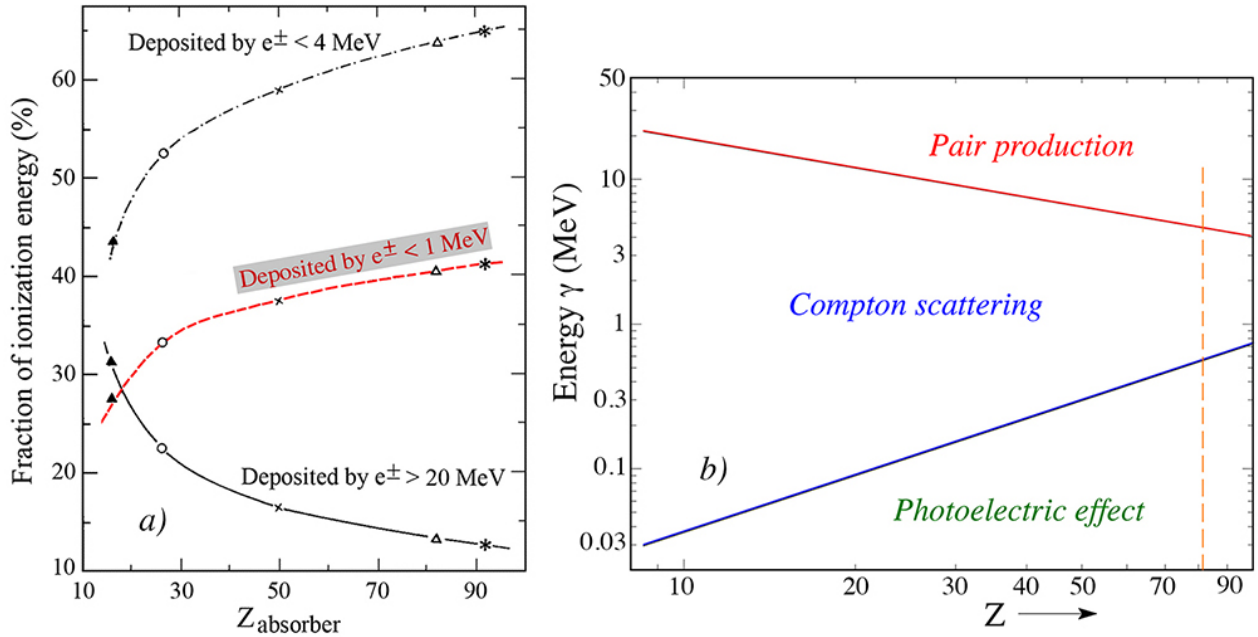 Fraction of ionization energy (%)
60
50
40
30
20
10
Deposited by e± < 4 MeV
Deposited by e± < 1 MeV
Deposited by e± > 20 MeV
a)
10 30 50 70 90
Z absorber
Energy γ (MeV)
50
10
3
1
0.3
0.1
0.03
Pair production
Compton scattering
Photoelectric effect
b)
10 20 30 40 50 70 90
Z